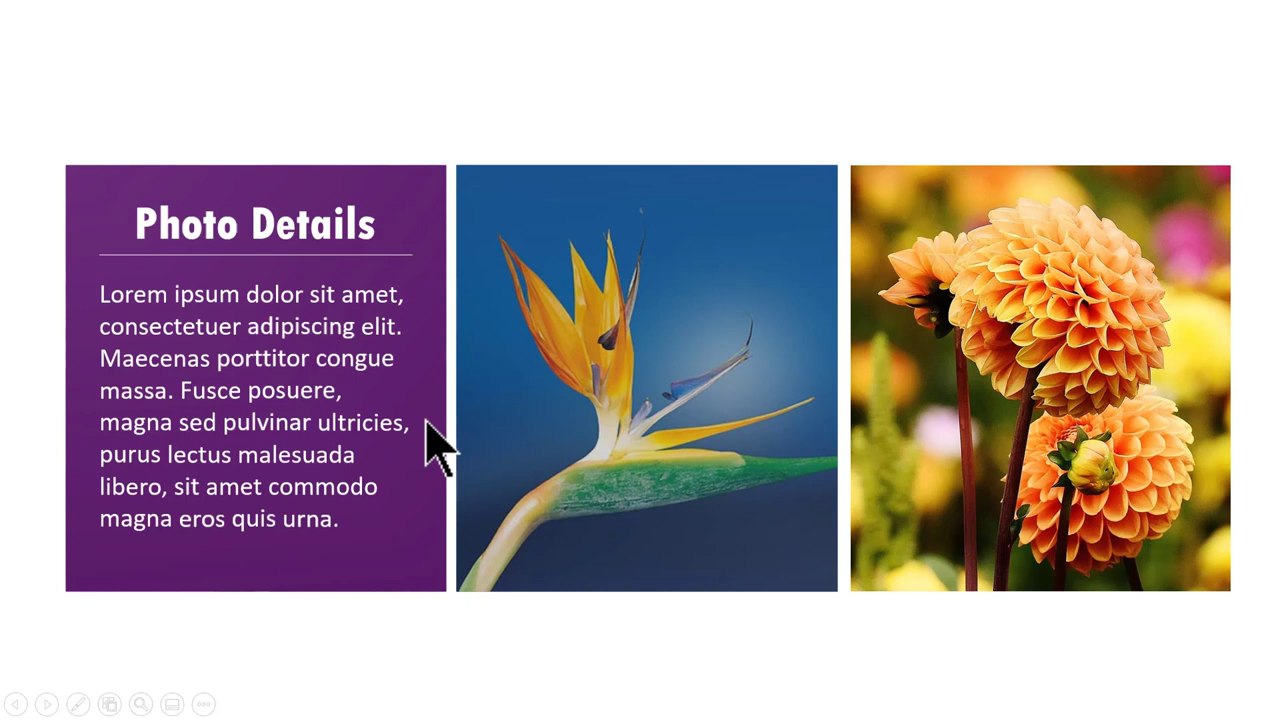 Photo Details
Lorem ipsum dolor sit amet,
consectetuer adipiscing elit.
Maecenas porttitor congue
massa. Fusce posuere,
magna sed pulvinar ultricies,
purus lectus malesuada
libero, sit amet commodo
magna eros quis urna.